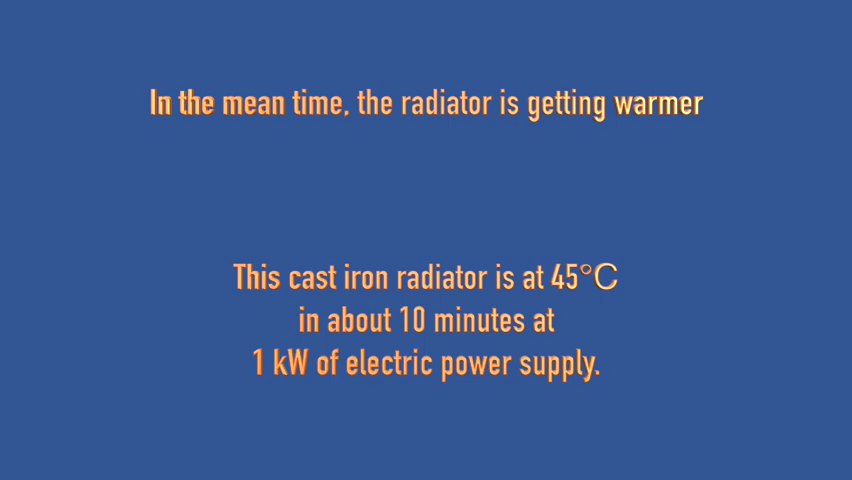 In the mean time, the radiator is getting warmer
This cast iron radiator is at 45°C
in about 10 minutes at
1 kW of electric power supply.